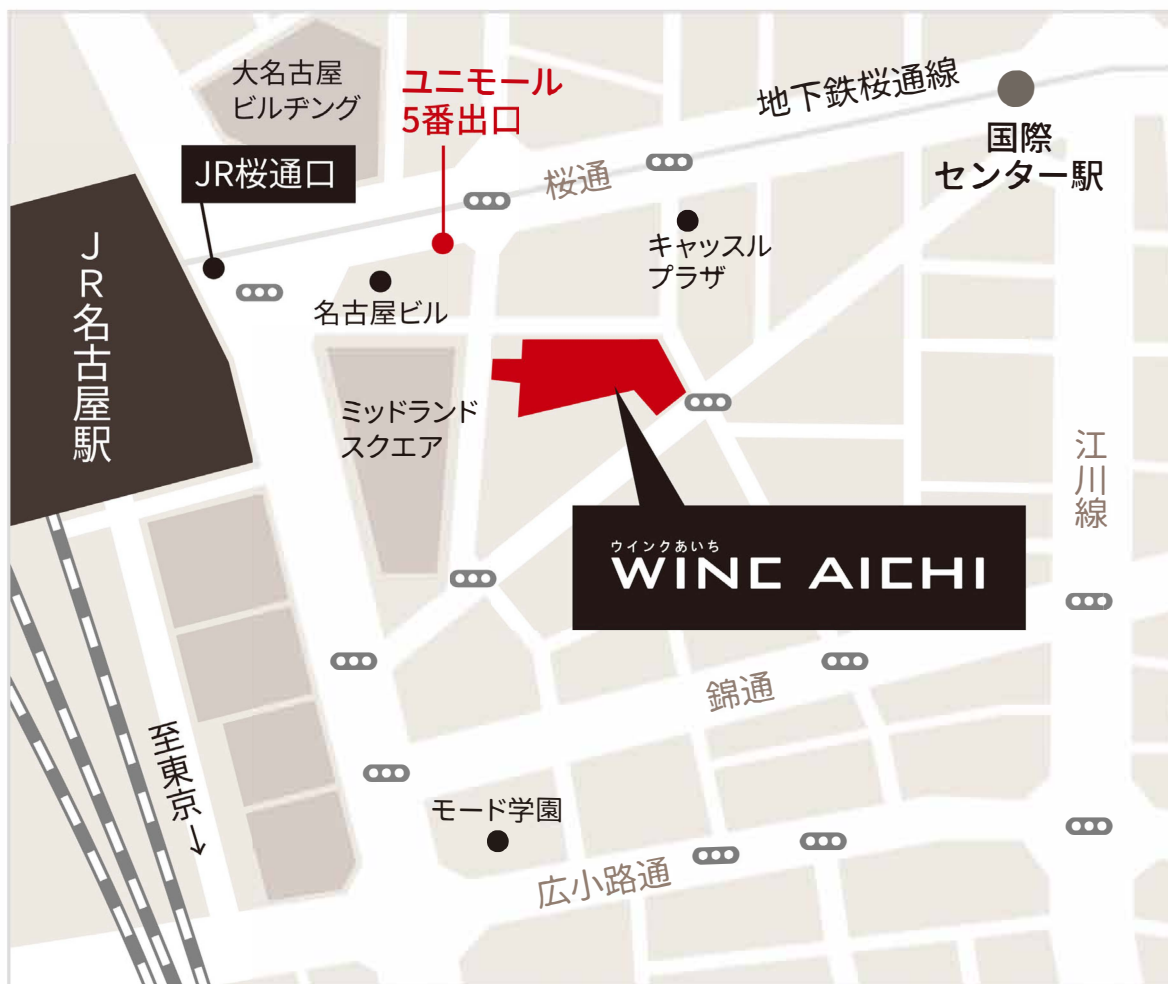 大名古屋
ビルヂング
ユニモール
5番出口
地下鉄桜通線
国際
センター駅
JR桜通口
桜通
キャッスル
プラザ
JR名古屋駅
名古屋ビル
ミッドランド
スクエア
江川線
ウインクあいち
WINC AICHI
錦通
至東京→
モード学園
広小路通